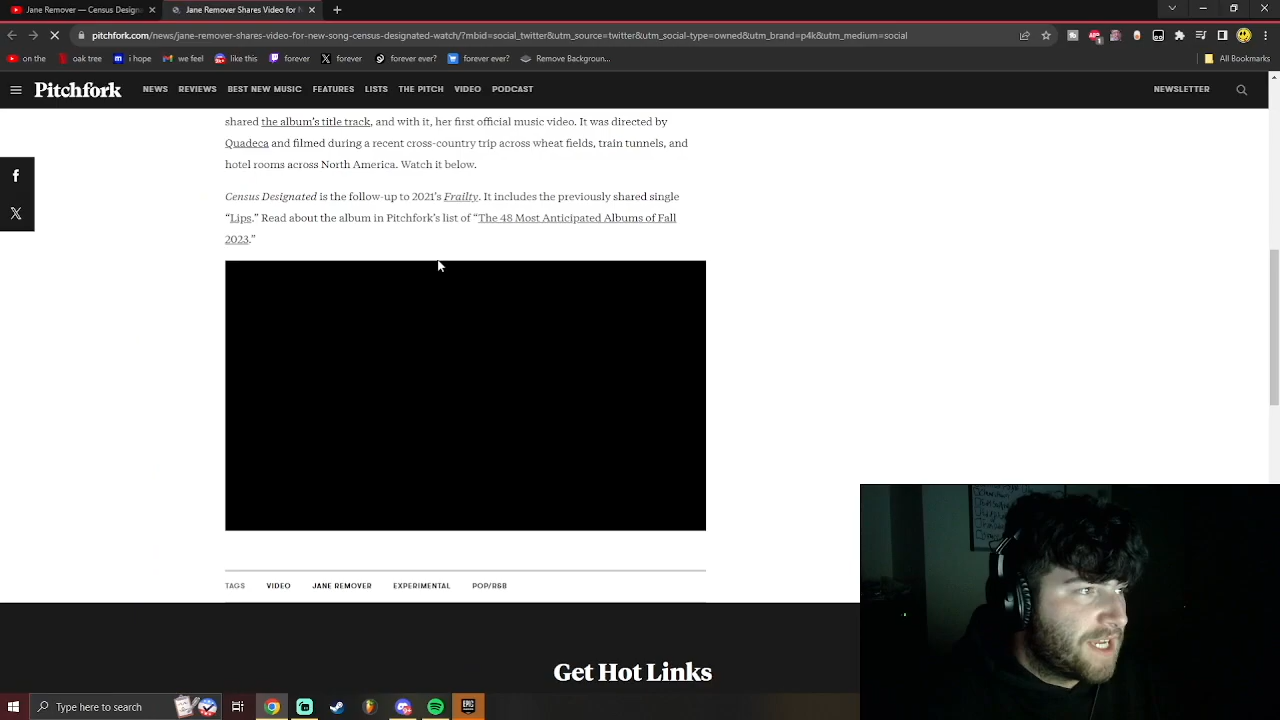 Jane Remover — Census Design
Jane Remover Shares Video for N
pitchfork.com/news/jane-remover-shares-video-for-new-song-census-designated-watch/?mbid=social_twitter&utm_source=twitter&utm_social-type=owned&utm_brand=p4k&utm_medium=social
on the
oak tree
i hope
we feel
like this
forever
forever
forever ever?
forever ever?
Remove Backgroun...
All Bookmarks
Pitchfork
NEWS
REVIEWS
BEST NEW MUSIC
FEATURES
LISTS
THE PITCH
VIDEO
PODCAST
NEWSLETTER
shared the album's title track, and with it, her first official music video. It was directed by
Quadeca and filmed during a recent cross-country trip across wheat fields, train tunnels, and
hotel rooms across North America. Watch it below.
Census Designated is the follow-up to 2021's Frailty. It includes the previously shared single
“Lips.” Read about the album in Pitchfork's list of “The 48 Most Anticipated Albums of Fall
2023.”
TAGS
VIDEO
JANE REMOVER
EXPERIMENTAL
POP/R&B
Get Hot Links
Type here to search